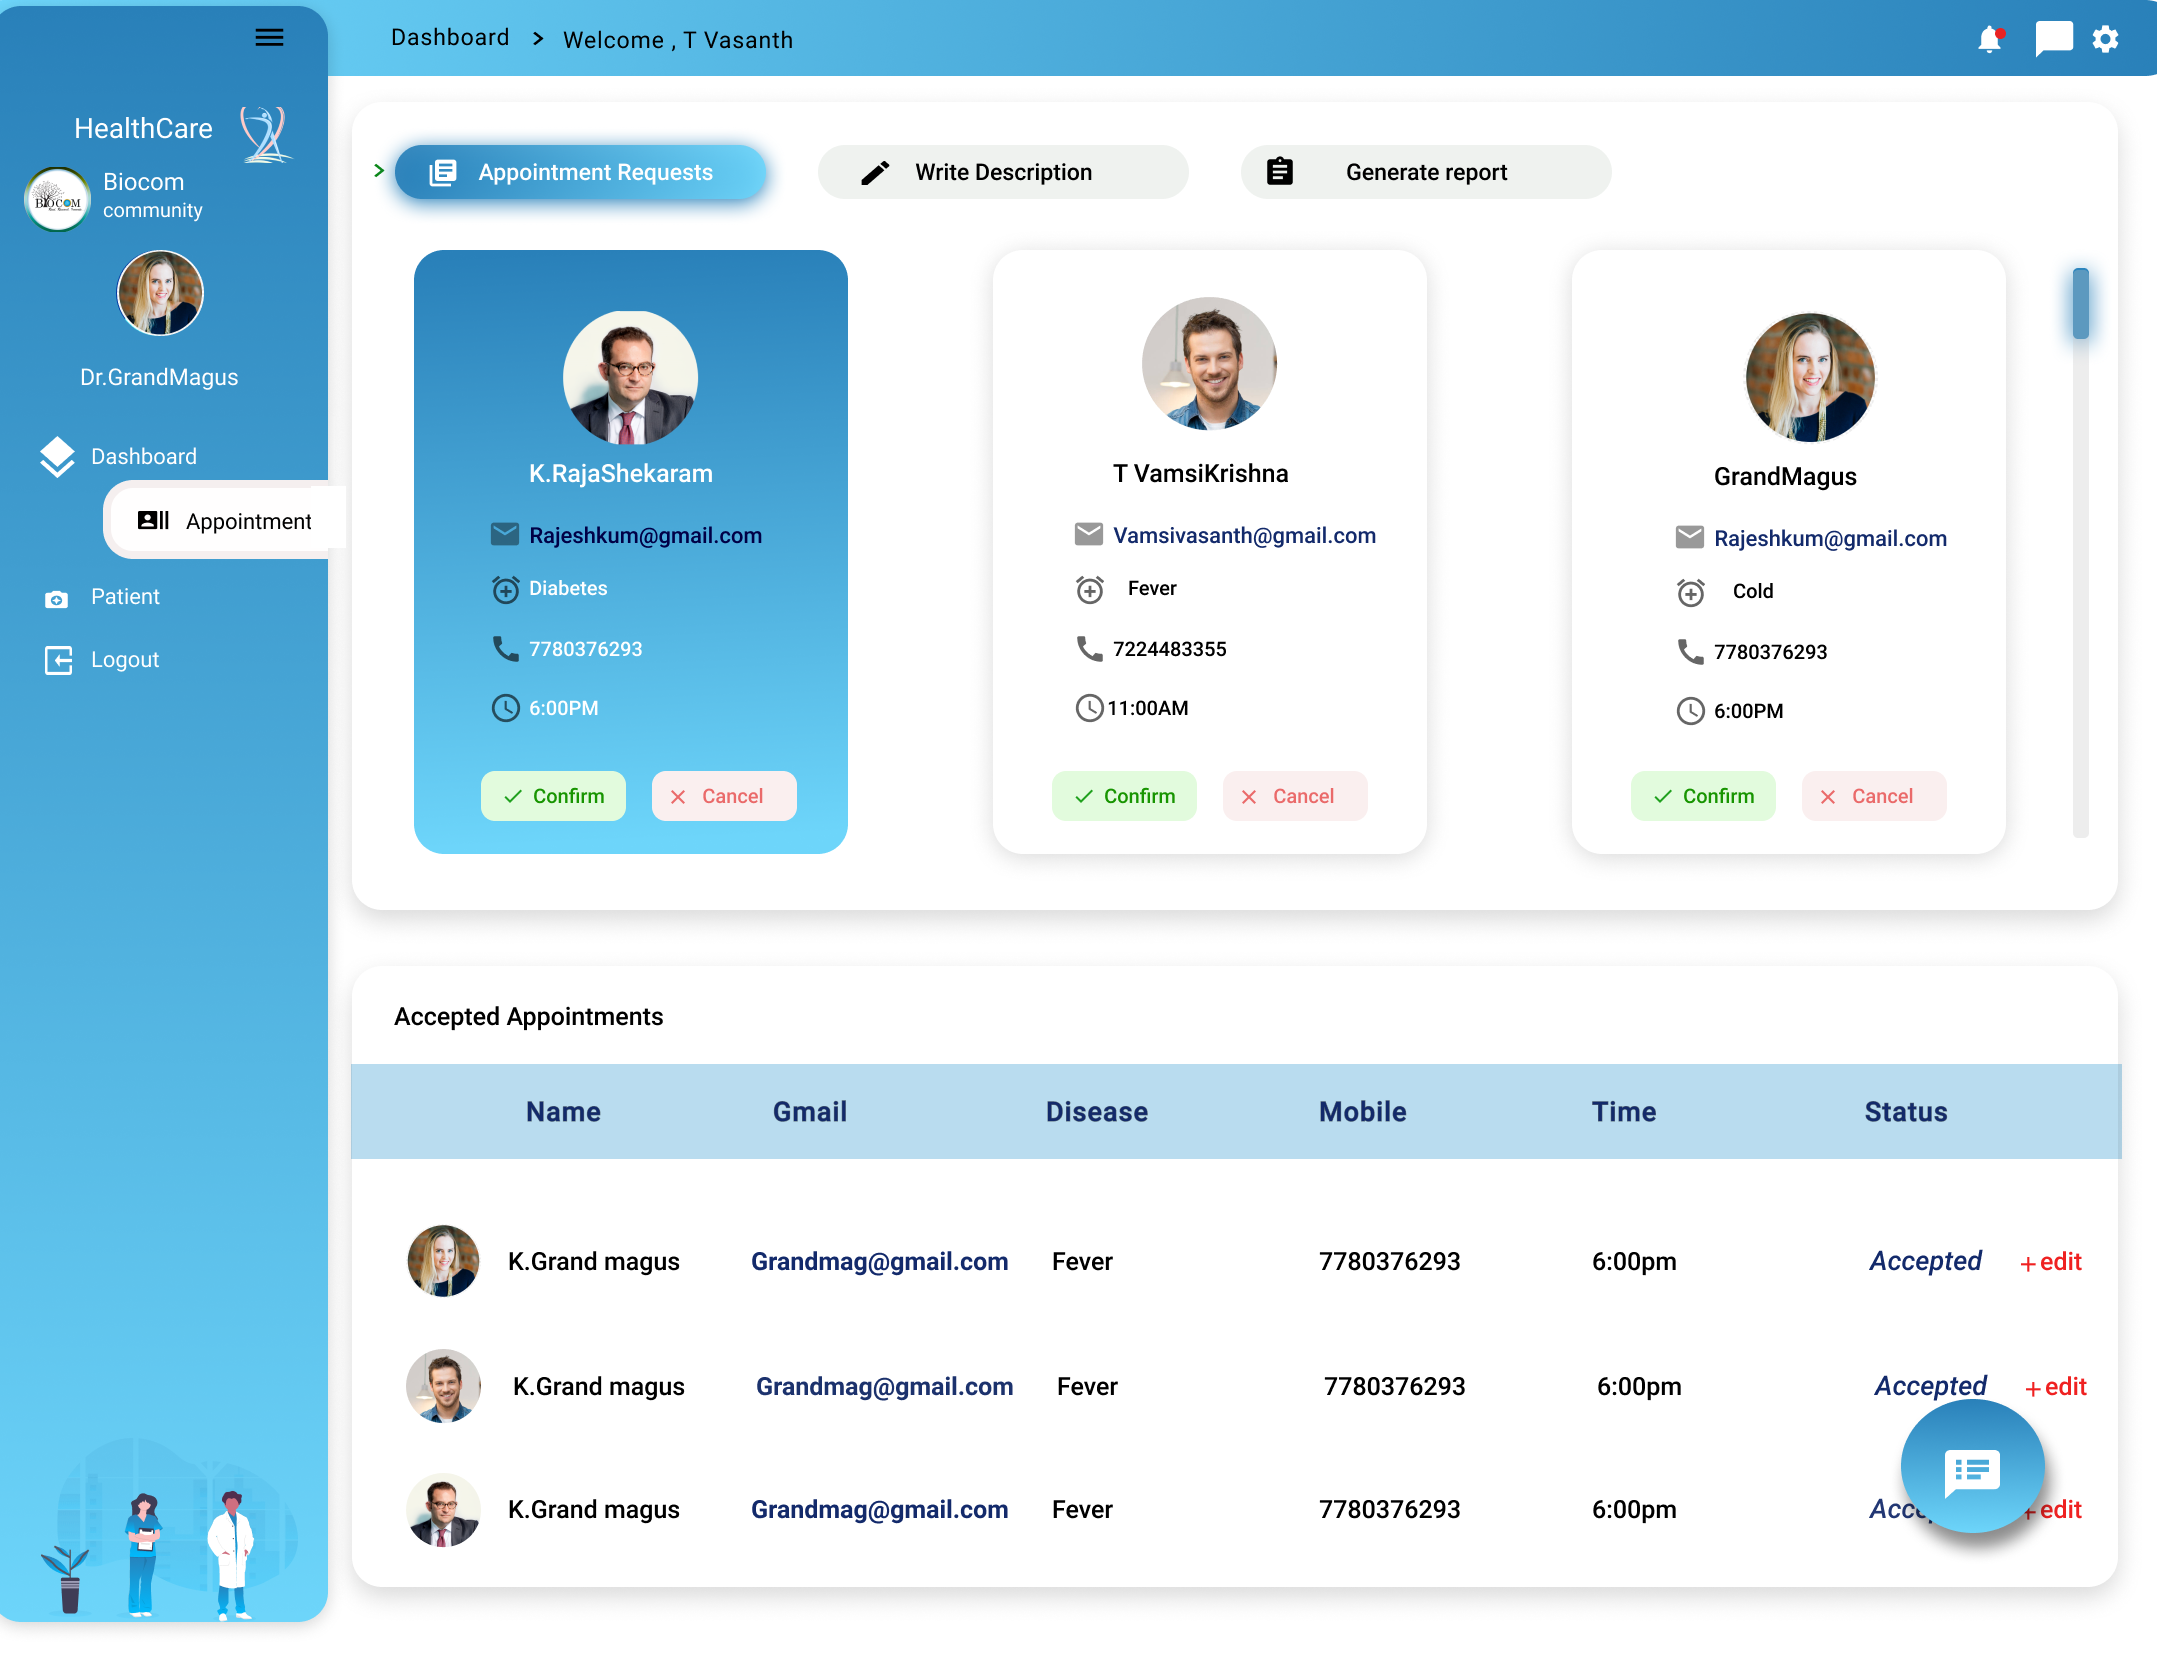 Dashboard > Welcome , T Vasanth
HealthCare
Biocom
community
BIOCOM
Dr.GrandMagus
Dashboard
Appointment
Patient
Logout
> Appointment Requests
Write Description
Generate report
K.RajaShekaram
Rajeshkum@gmail.com
Diabetes
7780376293
6:00PM
Confirm
Cancel
T VamsiKrishna
Vamsivasanth@gmail.com
Fever
7224483355
11:00AM
Confirm
Cancel
GrandMagus
Rajeshkum@gmail.com
Cold
7780376293
6:00PM
Confirm
Cancel
Accepted Appointments
Name Gmail Disease Mobile Time Status
K.Grand magus Grandmag@gmail.com Fever 7780376293 6:00pm Accepted +edit
K.Grand magus Grandmag@gmail.com Fever 7780376293 6:00pm Accepted +edit
K.Grand magus Grandmag@gmail.com Fever 7780376293 6:00pm +edit